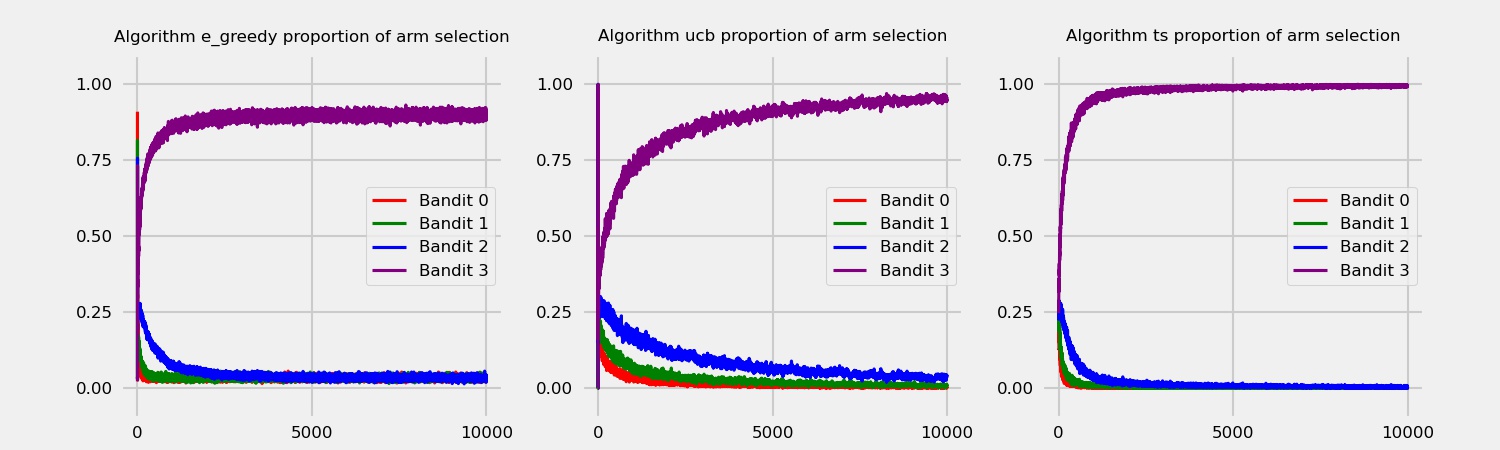 Algorithm e_greedy proportion of arm selection
1.00
0.75
0.50
0.25
0.00
0
5000
10000
Bandit 0
Bandit 1
Bandit 2
Bandit 3
Algorithm ucb proportion of arm selection
1.00
0.75
0.50
0.25
0.00
0
5000
10000
Bandit 0
Bandit 1
Bandit 2
Bandit 3
Algorithm ts proportion of arm selection
1.00
0.75
0.50
0.25
0.00
0
5000
10000
Bandit 0
Bandit 1
Bandit 2
Bandit 3